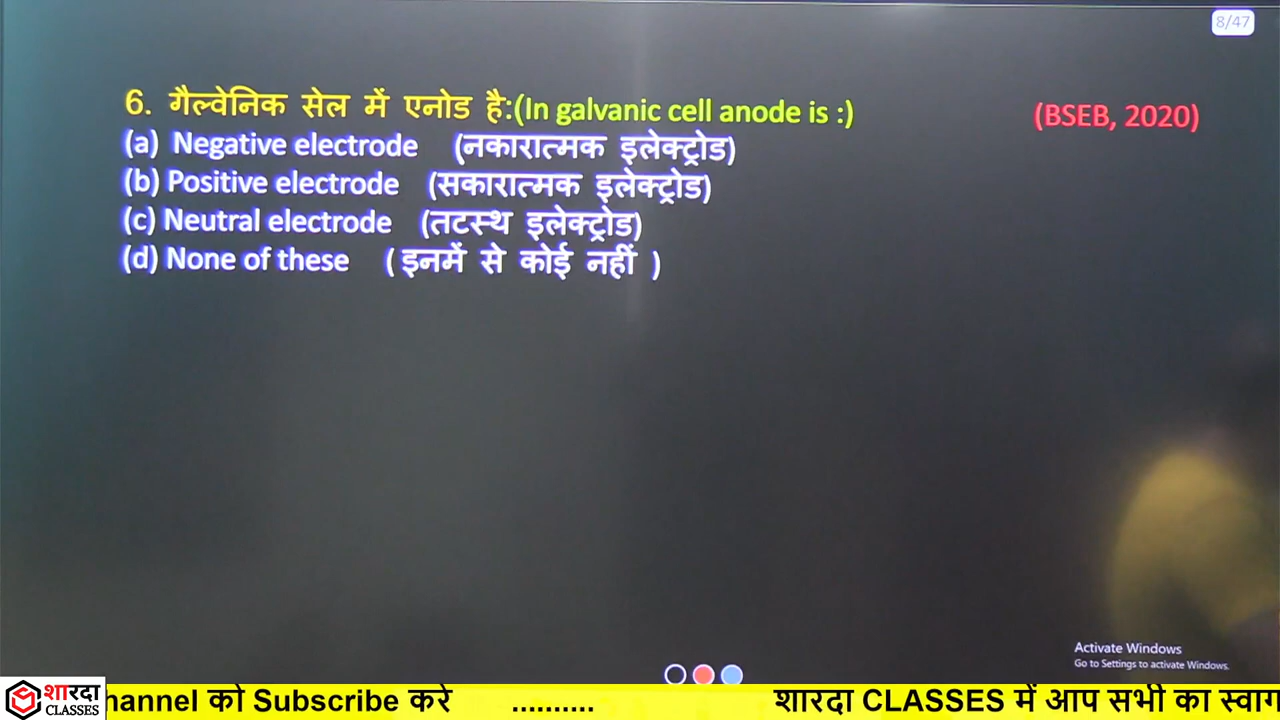 8/47
6. गैल्वेनिक सेल में एनोड है:(In galvanic cell anode is :) (BSEB, 2020)
(a) Negative electrode (नकारात्मक इलेक्ट्रोड)
(b) Positive electrode (सकारात्मक इलेक्ट्रोड)
(c) Neutral electrode (तटस्थ इलेक्ट्रोड)
(d) None of these ( इनमें से कोई नहीं )
Activate Windows
Go to Settings to activate Windows.
शारदा CLASSES
hannel को Subscribe करे .......... शारदा CLASSES में आप सभी का स्वाग